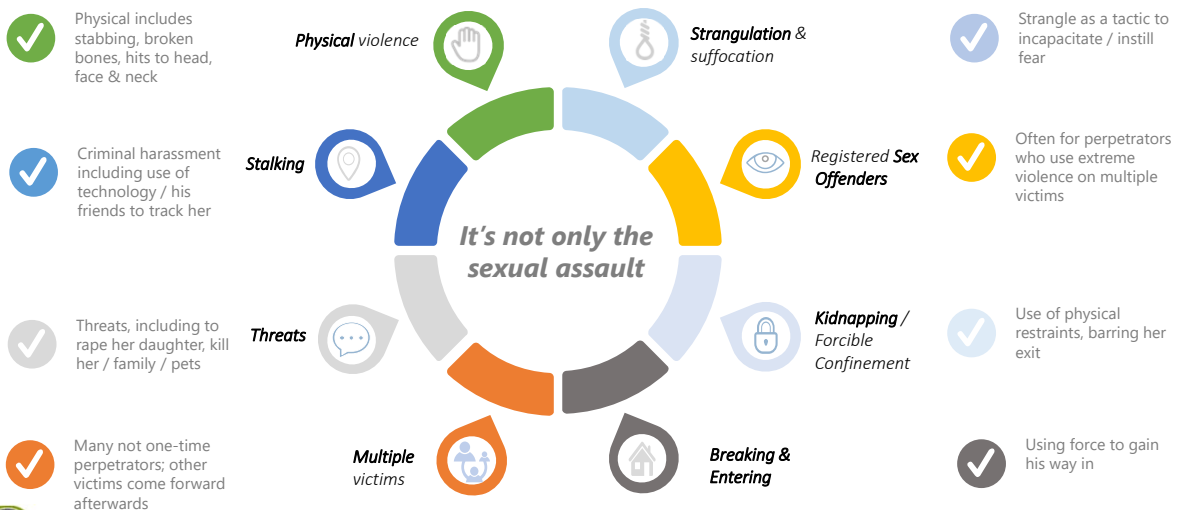 Physical includes
stabbing, broken
bones, hits to head,
face & neck
Physical violence
Strangulation &
suffocation
Strangle as a tactic to
incapacitate / instill
fear
Criminal harassment
including use of
technology / his
friends to track her
Stalking
Registered Sex
Offenders
Often for perpetrators
who use extreme
violence on multiple
victims
It's not only the
sexual assault
Threats, including to
rape her daughter, kill
her / family / pets
Threats
Kidnapping /
Forcible
Confinement
Use of physical
restraints, barring her
exit
Many not one-time
perpetrators; other
victims come forward
afterwards
Multiple
victims
Breaking &
Entering
Using force to gain
his way in